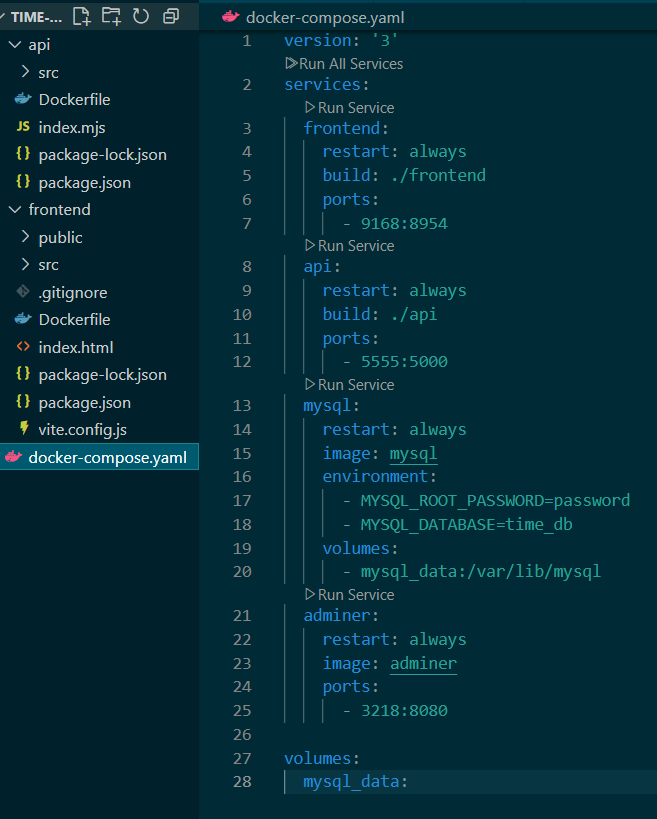 TIME-...
api
src
Dockerfile
JS index.mjs
{} package-lock.json
{} package.json
frontend
public
src
.gitignore
Dockerfile
<> index.html
{} package-lock.json
{} package.json
vite.config.js
docker-compose.yaml
docker-compose.yaml
1 version: '3'
Run All Services
2 services:
Run Service
3 frontend:
4 restart: always
5 build: ./frontend
6 ports:
7 - 9168:8954
Run Service
8 api:
9 restart: always
10 build: ./api
11 ports:
12 - 5555:5000
Run Service
13 mysql:
14 restart: always
15 image: mysql
16 environment:
17 - MYSQL_ROOT_PASSWORD=password
18 - MYSQL_DATABASE=time_db
19 volumes:
20 - mysql_data:/var/lib/mysql
Run Service
21 adminer:
22 restart: always
23 image: adminer
24 ports:
25 - 3218:8080
26
27 volumes:
28 mysql_data: